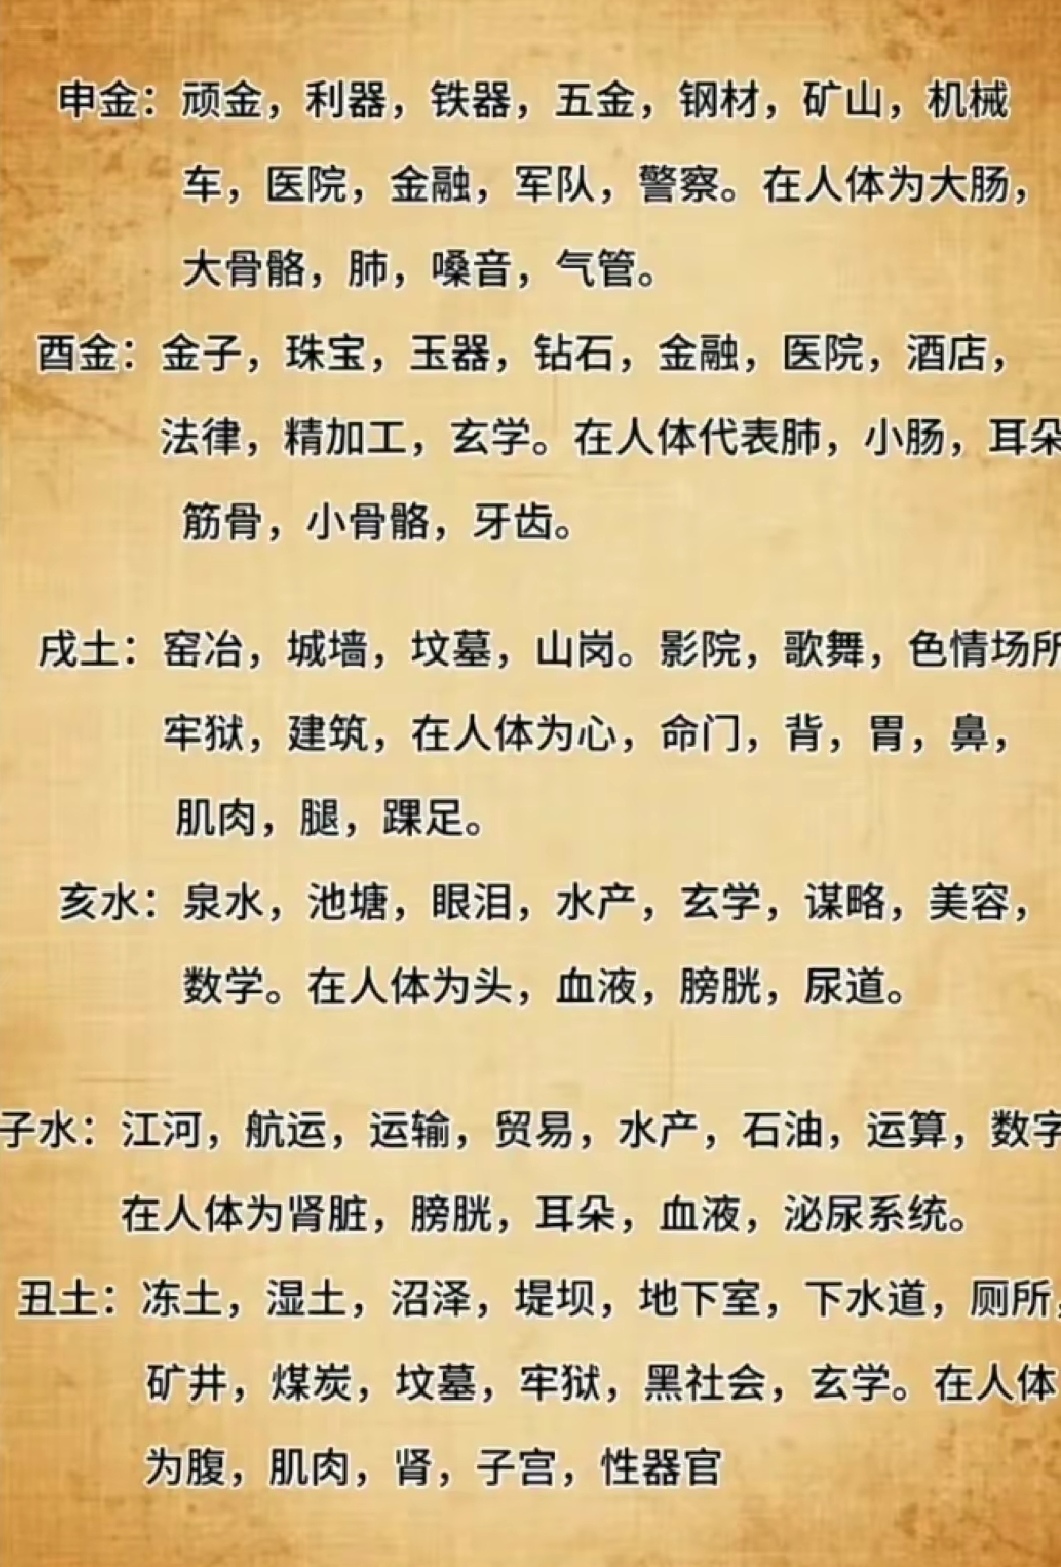 申金：顽金，利器，铁器，五金，钢材，矿山，机械
车，医院，金融，军队，警察。在人体为大肠，
大骨骼，肺，嗓音，气管。
酉金：金子，珠宝，玉器，钻石，金融，医院，酒店，
法律，精加工，玄学。在人体代表肺，小肠，耳朵
筋骨，小骨骼，牙齿。
戌土：窑冶，城墙，坟墓，山岗。影院，歌舞，色情场所
牢狱，建筑，在人体为心，命门，背，胃，鼻，
肌肉，腿，踝足。
亥水：泉水，池塘，眼泪，水产，玄学，谋略，美容，
数学。在人体为头，血液，膀胱，尿道。
子水：江河，航运，运输，贸易，水产，石油，运算，数字
在人体为肾脏，膀胱，耳朵，血液，泌尿系统。
丑土：冻土，湿土，沼泽，堤坝，地下室，下水道，厕所，
矿井，煤炭，坟墓，牢狱，黑社会，玄学。在人体
为腹，肌肉，肾，子宫，性器官